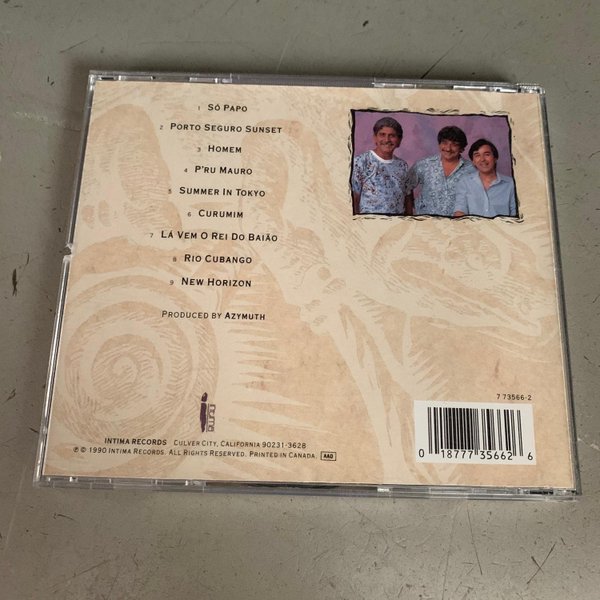 1 SÓ PAPO
2 PORTO SEGURO SUNSET
3 HOMEM
4 P'RU MAURO
5 SUMMER IN TOKYO
6 CURUMIM
7 LÁ VEM O REI DO BAIÃO
8 RIO CUBANGO
9 NEW HORIZON
PRODUCED BY AZYMUTH
7 73566-2
INTIMA RECORDS CULVER CITY, CALIFORNIA 90231-3628
℗ © 1990 INTIMA RECORDS. ALL RIGHTS RESERVED. PRINTED IN CANADA. AAD
0 18777 35662 6